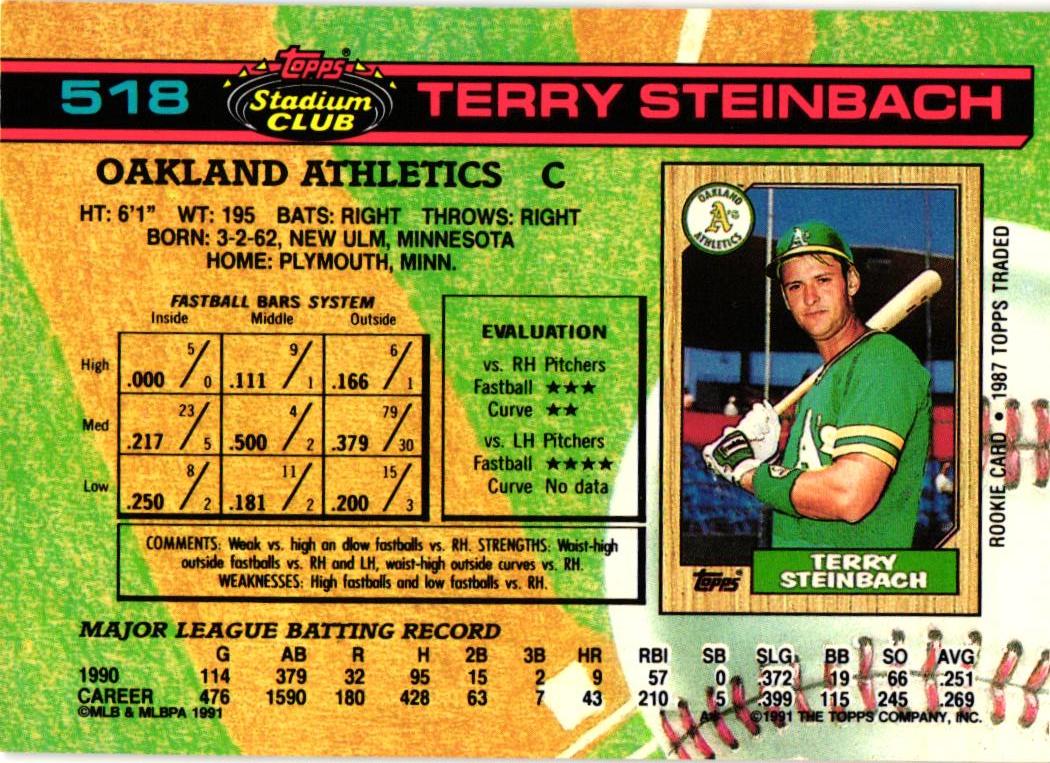 518 Topps® Stadium CLUB TERRY STEINBACH
OAKLAND ATHLETICS C
HT: 6'1" WT: 195 BATS: RIGHT THROWS: RIGHT
BORN: 3-2-62, NEW ULM, MINNESOTA
HOME: PLYMOUTH, MINN.
FASTBALL BARS SYSTEM
Inside Middle Outside
High .000 5/0 .111 9/1 .166 6/1
Med .217 23/5 .500 4/2 .379 79/30
Low .250 8/2 .181 11/2 .200 15/3
EVALUATION
vs. RH Pitchers
Fastball ★★★
Curve ★★
vs. LH Pitchers
Fastball ★★★★
Curve No data
COMMENTS: Weak vs. high an dlow fastballs vs. RH. STRENGTHS: Waist-high
outside fastballs vs. RH and LH, waist-high outside curves vs. RH.
WEAKNESSES: High fastballs and low fastballs vs. RH.
OAKLAND
A's
ATHLETICS
A's
TERRY
STEINBACH
topps®
ROOKIE CARD • 1987 TOPPS TRADED
MAJOR LEAGUE BATTING RECORD
G AB R H 2B 3B HR RBI SB SLG BB SO AVG
1990 114 379 32 95 15 2 9 57 0 .372 19 66 .251
CAREER 476 1590 180 428 63 7 43 210 5 .399 115 245 .269
©MLB & MLBPA 1991 ©1991 THE TOPPS COMPANY, INC.